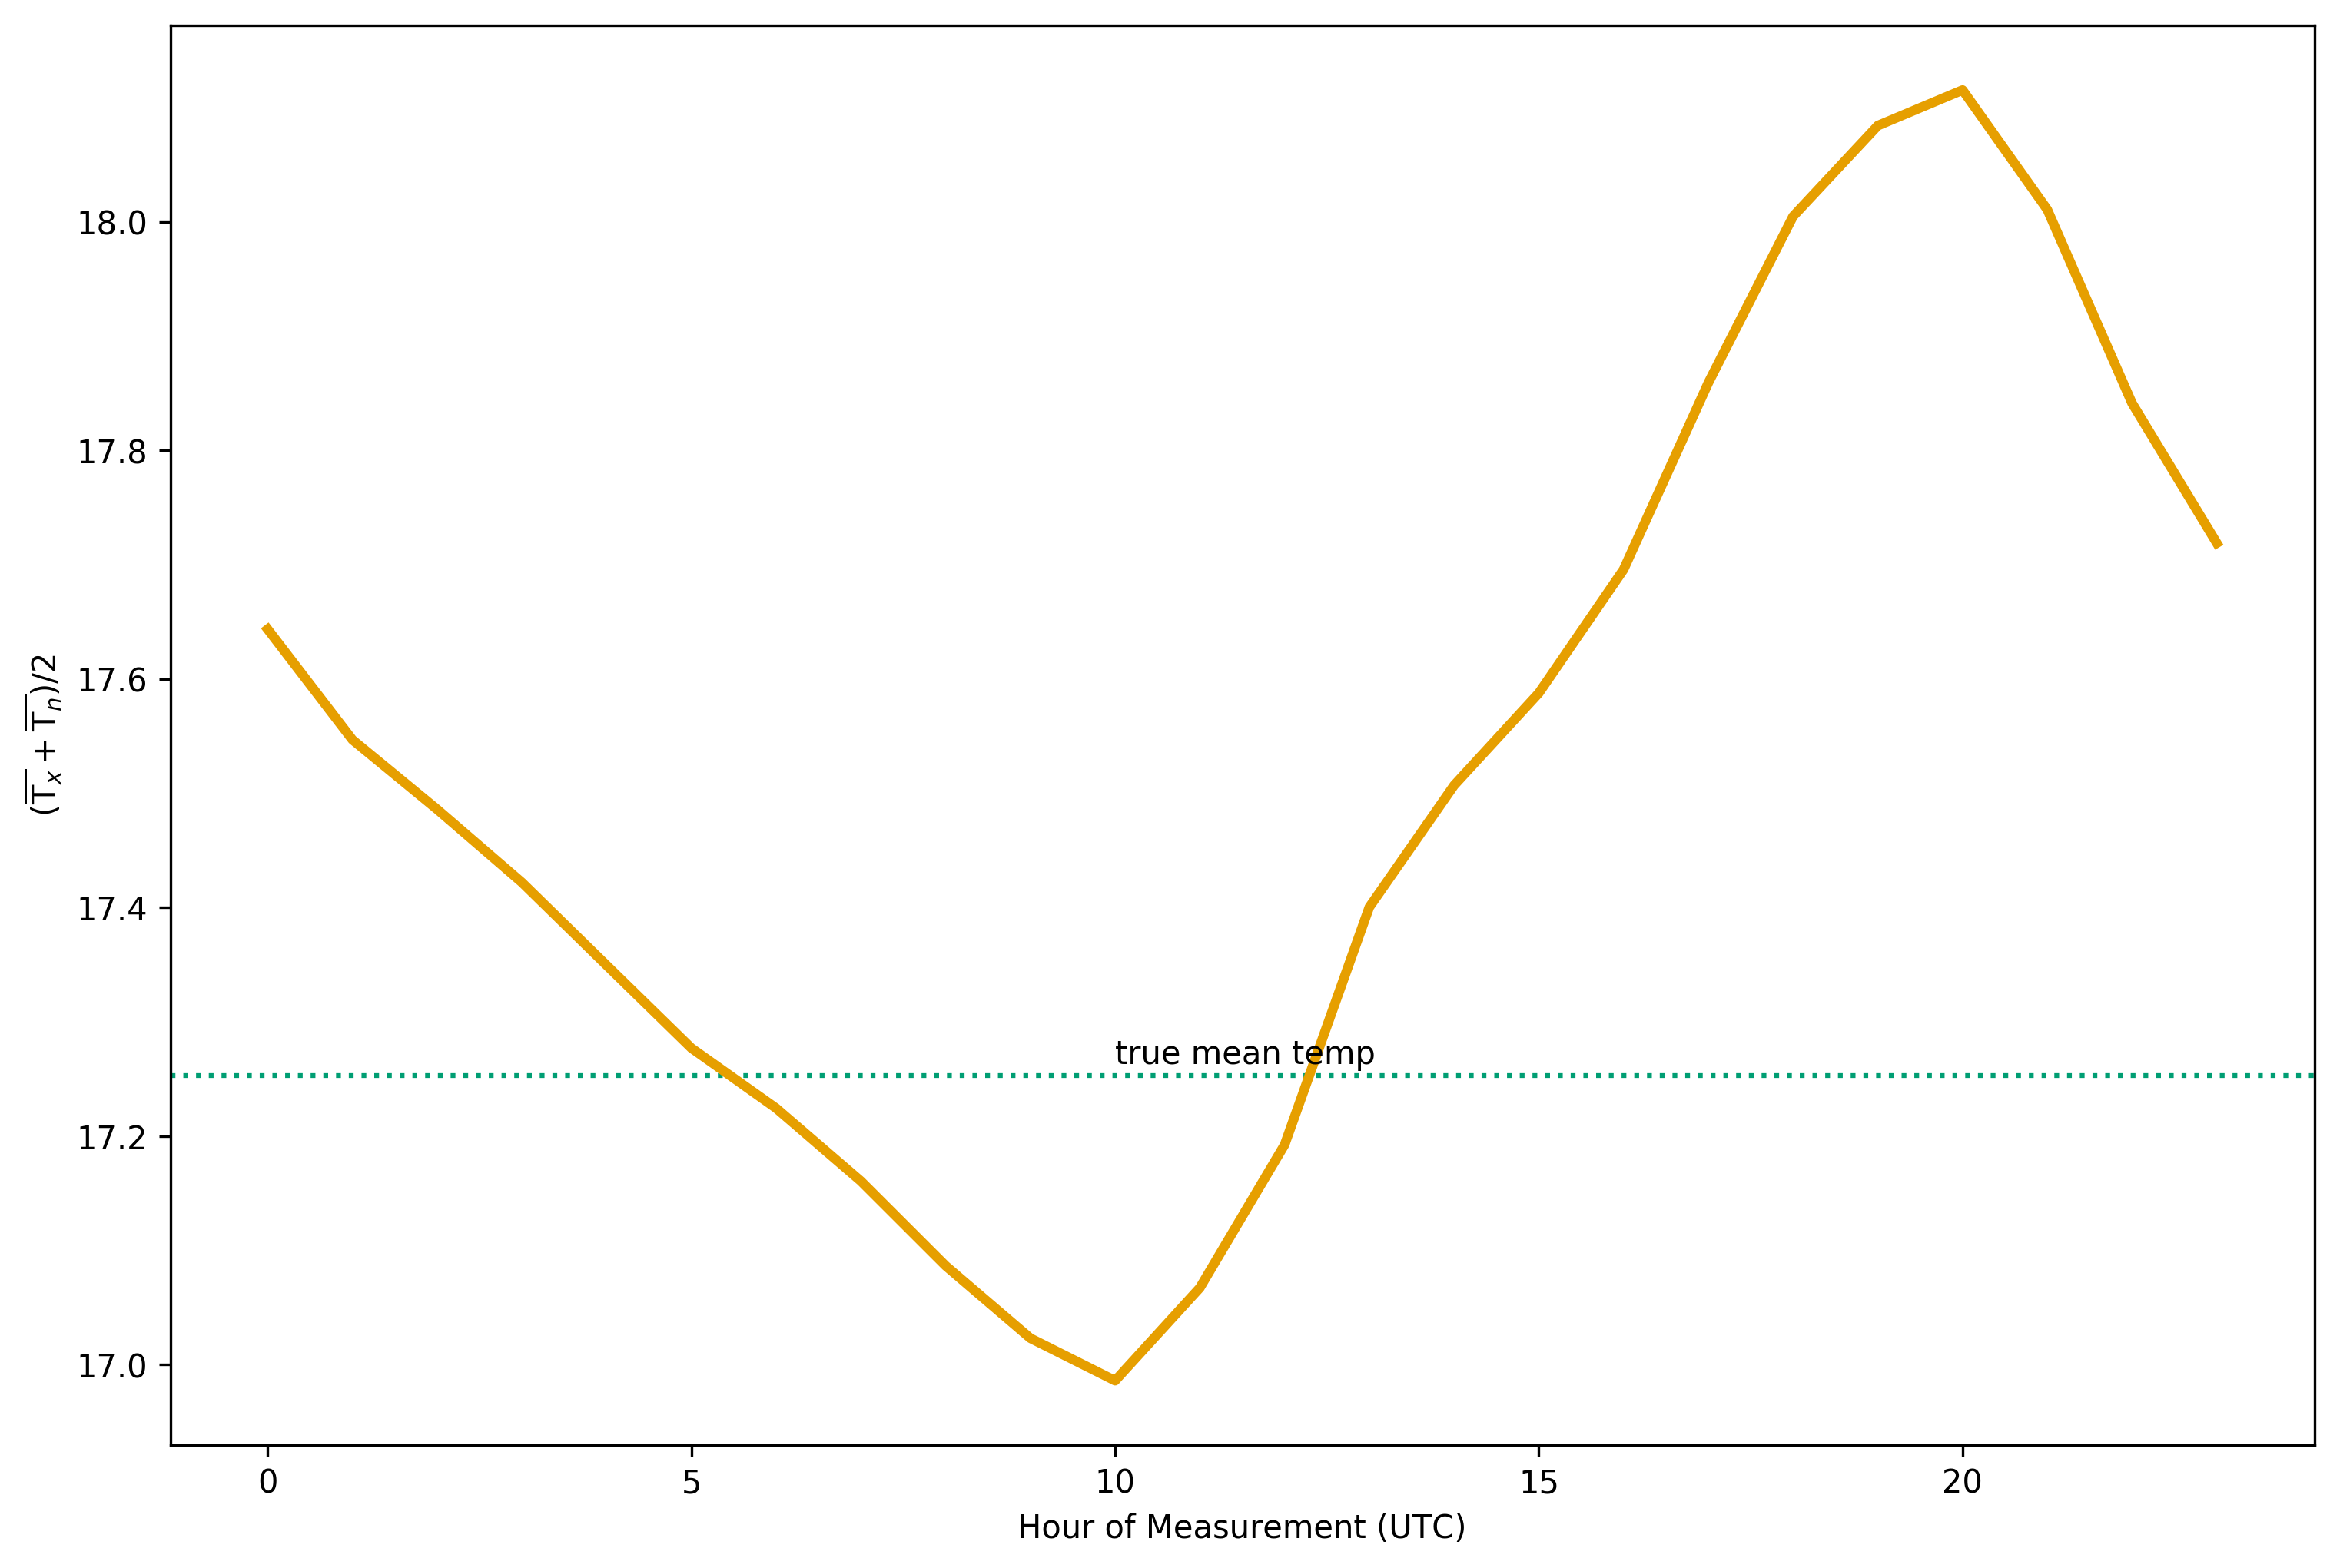 (T̅ₓ + T̅ₙ)/2
18.0
17.8
17.6
17.4
17.2
17.0
true mean temp
0 5 10 15 20
Hour of Measurement (UTC)